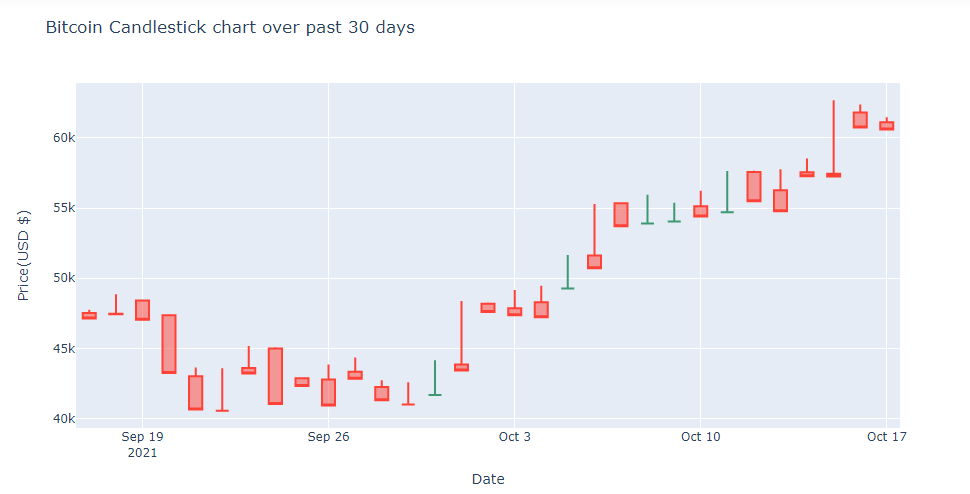 Bitcoin Candlestick chart over past 30 days
60k
55k
50k
45k
40k
Price(USD $)
Sep 19 Sep 26 Oct 3 Oct 10 Oct 17
2021
Date